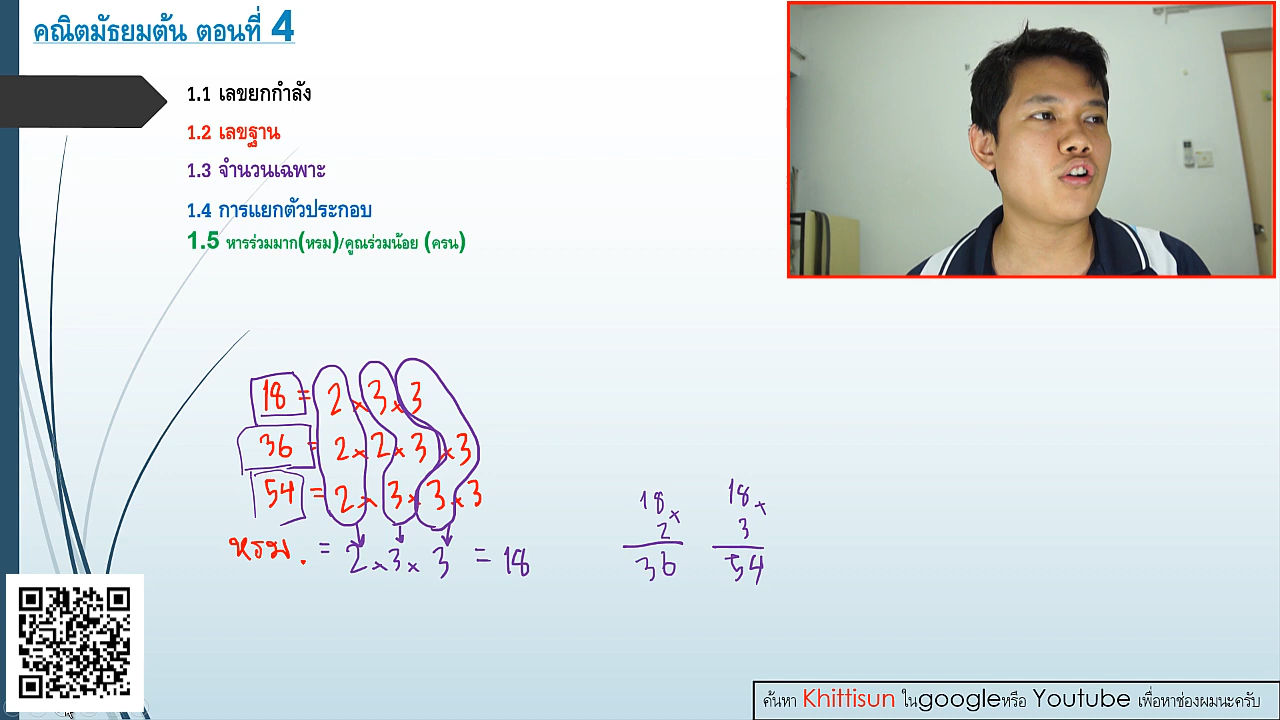 คณิตมัธยมต้น ตอนที่ 4
1.1 เลขยกกำลัง
1.2 เลขฐาน
1.3 จำนวนเฉพาะ
1.4 การแยกตัวประกอบ
1.5 หารร่วมมาก(หรม)/คูณร่วมน้อย (ครน)
18 = 2 × 3 × 3
36 = 2 × 2 × 3 × 3
54 = 2 × 3 × 3 × 3
หรม. = 2 × 3 × 3 = 18
18 ×
2
36
18 ×
3
54
ค้นหา Khittisun ในgoogleหรือ Youtube เพื่อหาช่องผมนะครับ